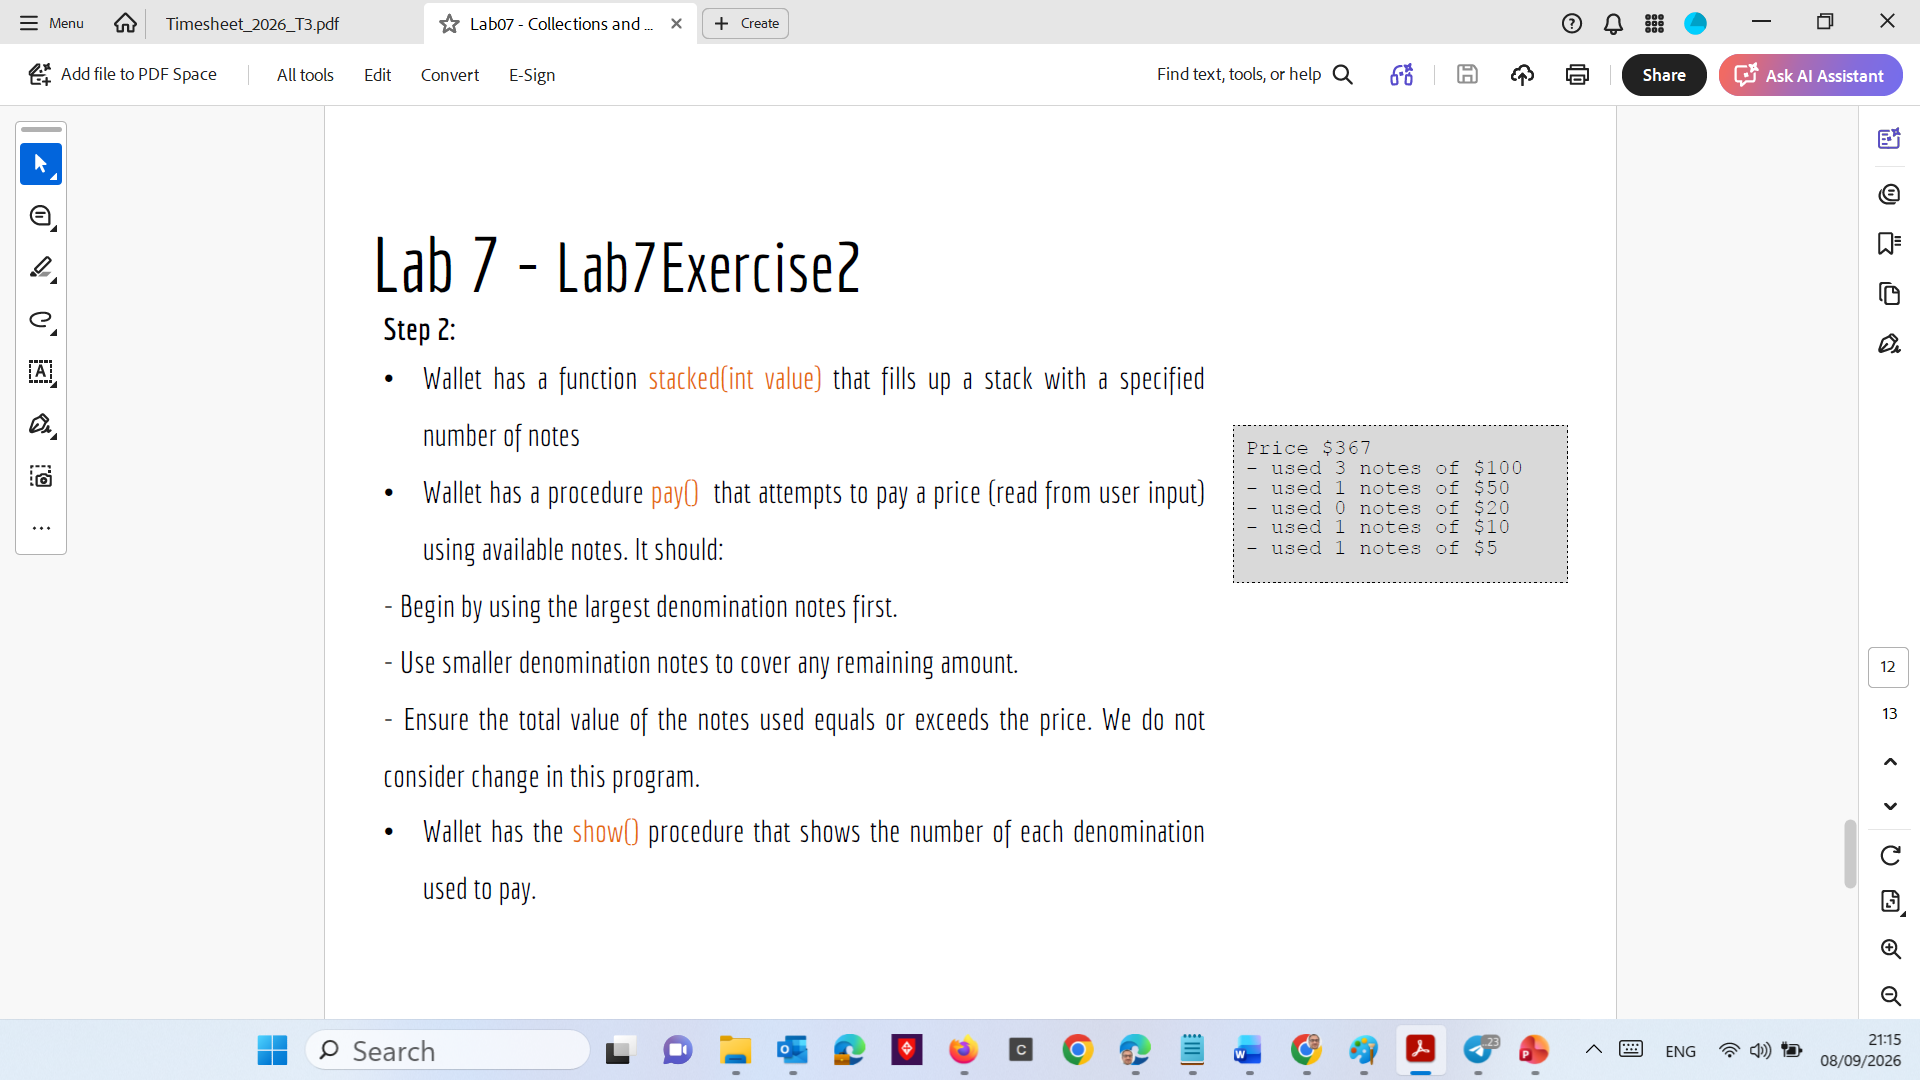 Menu
Timesheet_2026_T3.pdf
Lab07 - Collections and ...
Create
Add file to PDF Space
All tools
Edit
Convert
E-Sign
Find text, tools, or help
Share
Ask AI Assistant
Lab 7 - Lab7Exercise2
Step 2:
• Wallet has a function stacked(int value) that fills up a stack with a specified
number of notes
• Wallet has a procedure pay() that attempts to pay a price (read from user input)
using available notes. It should:
- Begin by using the largest denomination notes first.
- Use smaller denomination notes to cover any remaining amount.
- Ensure the total value of the notes used equals or exceeds the price. We do not
consider change in this program.
• Wallet has the show() procedure that shows the number of each denomination
used to pay.
Price $367
- used 3 notes of $100
- used 1 notes of $50
- used 0 notes of $20
- used 1 notes of $10
- used 1 notes of $5
12
13
Search
C
W
23
P
ENG
21:15
08/09/2026